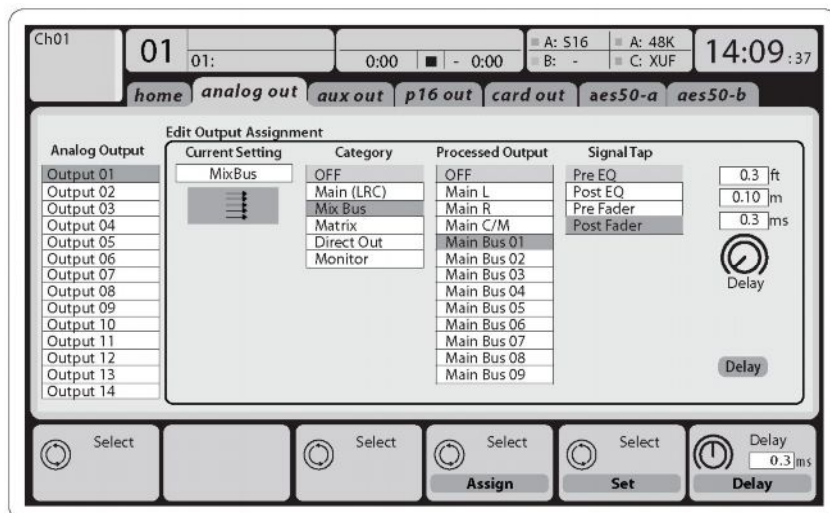 Ch01
01
01:
0:00
- 0:00
A: S16
A: 48K
B: -
C: XUF
14:09:37
home
analog out
aux out
p16 out
card out
aes50-a
aes50-b
Edit Output Assignment
Analog Output
Output 01
Output 02
Output 03
Output 04
Output 05
Output 06
Output 07
Output 08
Output 09
Output 10
Output 11
Output 12
Output 13
Output 14
Current Setting
MixBus
Category
OFF
Main (LRC)
Mix Bus
Matrix
Direct Out
Monitor
Processed Output
OFF
Main L
Main R
Main C/M
Main Bus 01
Main Bus 02
Main Bus 03
Main Bus 04
Main Bus 05
Main Bus 06
Main Bus 07
Main Bus 08
Main Bus 09
Signal Tap
Pre EQ
Post EQ
Pre Fader
Post Fader
0.3 ft
0.10 m
0.3 ms
Delay
Delay
Select
Select
Select
Assign
Select
Set
Delay
0.3 ms
Delay